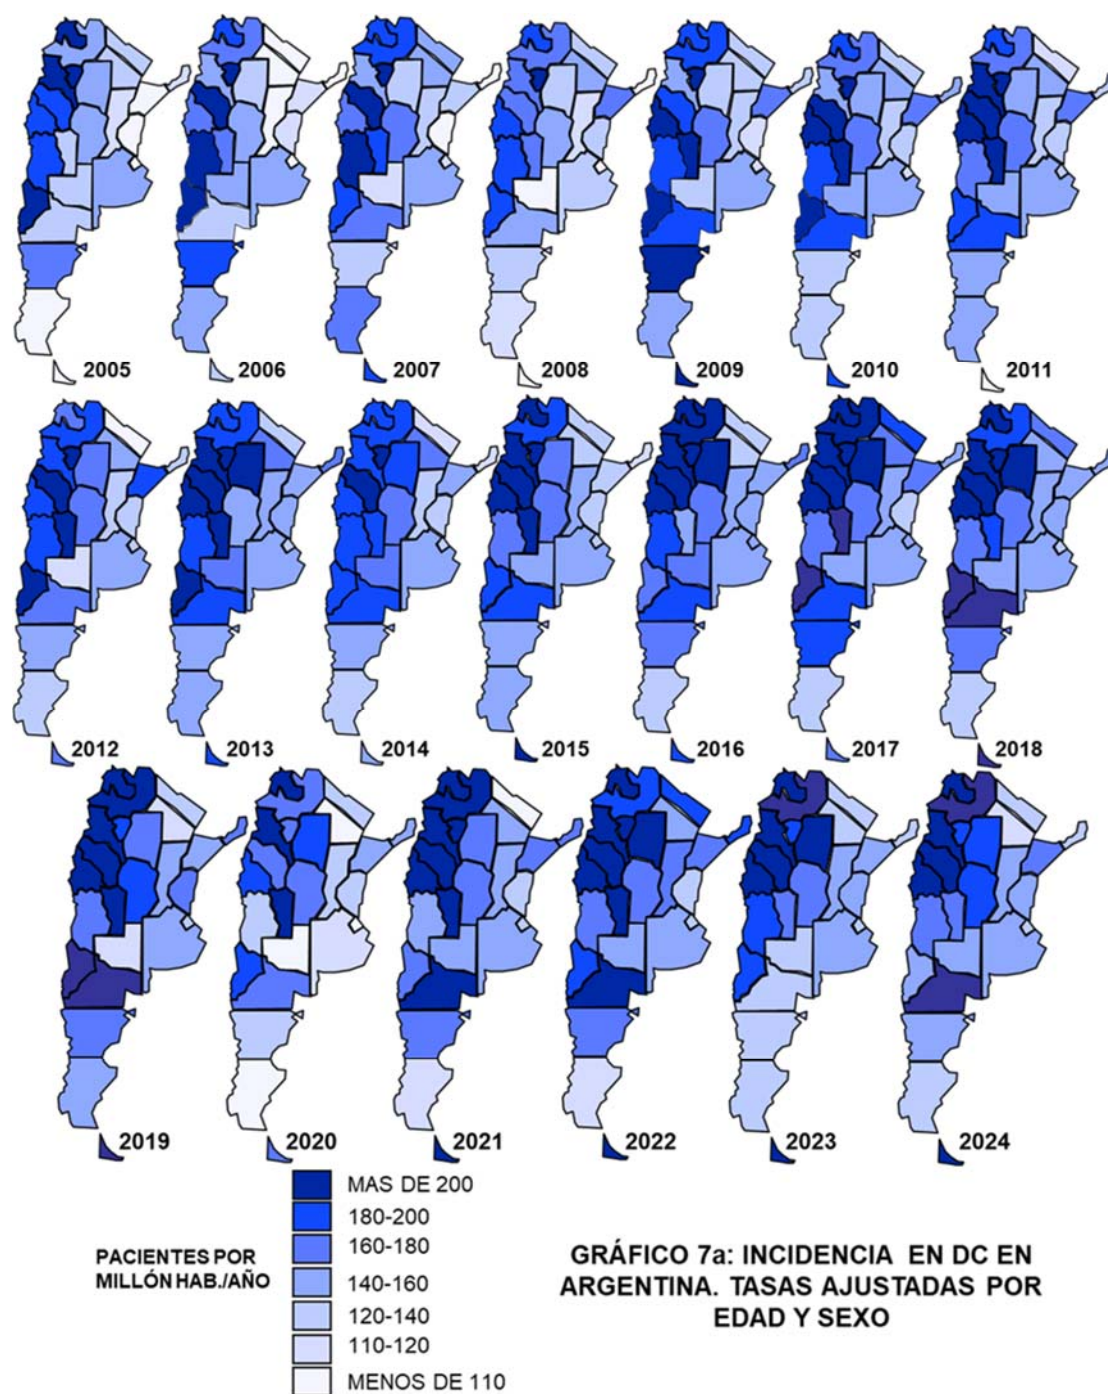 2005 2006 2007 2008 2009 2010 2011
2012 2013 2014 2015 2016 2017 2018
2019 2020 2021 2022 2023 2024
PACIENTES POR
MILLÓN HAB./AÑO
MAS DE 200
180-200
160-180
140-160
120-140
110-120
MENOS DE 110
GRÁFICO 7a: INCIDENCIA EN DC EN
ARGENTINA. TASAS AJUSTADAS POR
EDAD Y SEXO